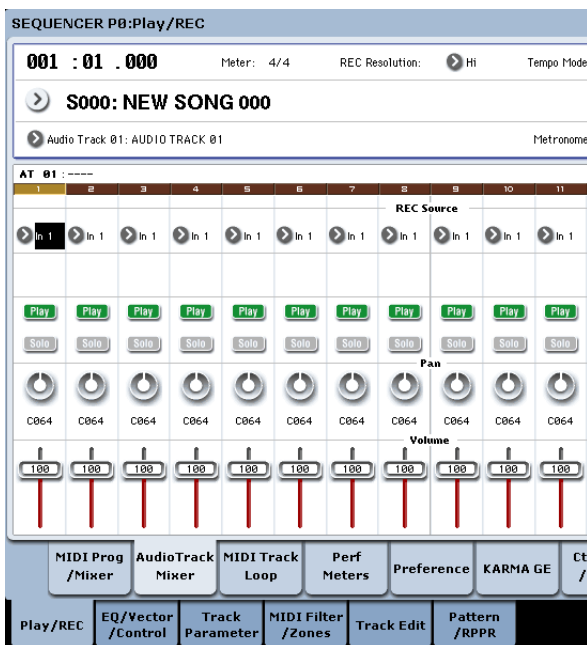 SEQUENCER P0:Play/REC
001 :01 .000 Meter: 4/4 REC Resolution: Hi Tempo Mode
S000: NEW SONG 000
Audio Track 01: AUDIO TRACK 01 Metronome
AT 01 :----
1 2 3 4 5 6 7 8 9 10 11
REC Source
In 1 In 1 In 1 In 1 In 1 In 1 In 1 In 1 In 1 In 1 In 1
Play Play Play Play Play Play Play Play Play Play Play
Solo Solo Solo Solo Solo Solo Solo Solo Solo Solo Solo
Pan
C064 C064 C064 C064 C064 C064 C064 C064 C064 C064 C064
Volume
100 100 100 100 100 100 100 100 100 100 100
MIDI Prog AudioTrack MIDI Track Perf Preference KARMA GE Ct
/Mixer Mixer Loop Meters /
Play/REC EQ/Vector Track MIDI Filter Track Edit Pattern
/Control Parameter /Zones /RPPR